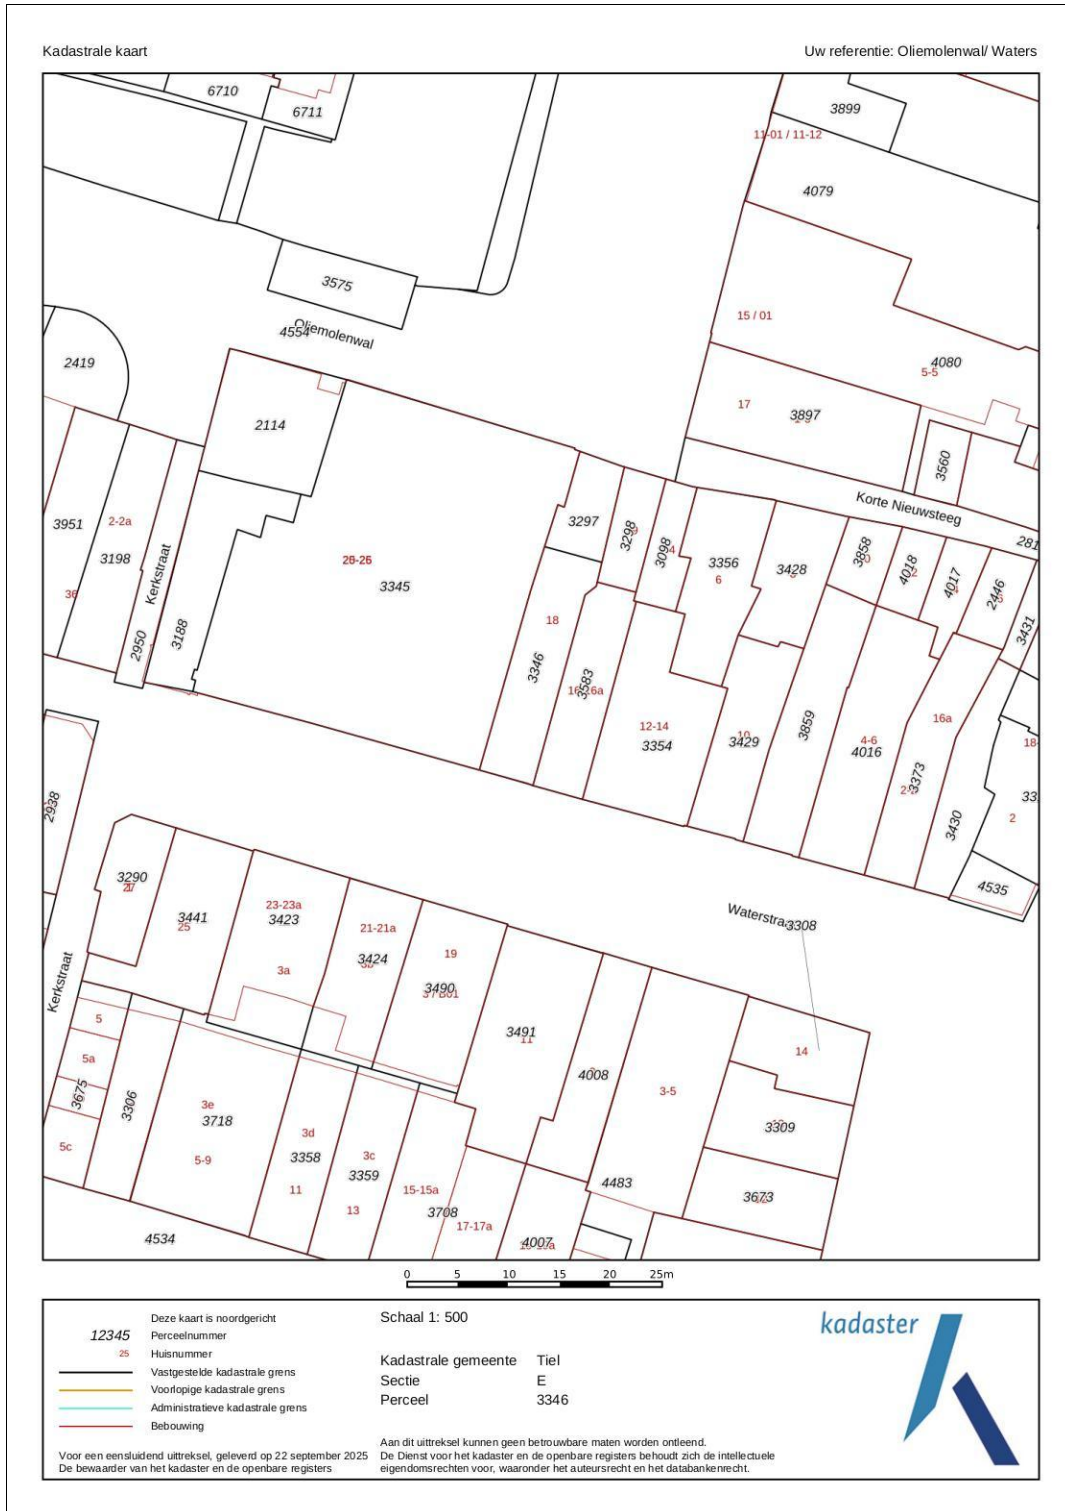 Kadastrale kaart
Uw referentie: Oliemolenwal/ Waters
6710
6711
3899
11-01 / 11-12
4079
3575
15 / 01
Oliemolenwal
4554
2419
4080
5-5
17
3897
2114
3560
Korte Nieuwsteeg
281
3951
2-2a
3198
36
Kerkstraat
2950
3188
3345
3297
3298
3098
3356
6
3428
3858
4018
4017
2446
3431
18
3346
3583
12-14
3354
3429
3859
4-6
4016
16a
3373
3430
18-
33
2
4535
2938
3290
27
3441
25
23-23a
3423
3a
21-21a
3424
19
3490
3491
11
4008
Waterstra
3308
14
3-5
3309
3673
4483
Kerkstraat
5
5a
3675
5c
3306
3e
3718
5-9
3d
3358
11
3c
3359
13
15-15a
3708
17-17a
4007
4534
0 5 10 15 20 25m
Deze kaart is noordgericht
12345 Perceelnummer
25 Huisnummer
Vastgestelde kadastrale grens
Voorlopige kadastrale grens
Administratieve kadastrale grens
Bebouwing
Voor een eensluidend uittreksel, geleverd op 22 september 2025
De bewaarder van het kadaster en de openbare registers
Schaal 1: 500
Kadastrale gemeente Tiel
Sectie E
Perceel 3346
Aan dit uittreksel kunnen geen betrouwbare maten worden ontleend.
De Dienst voor het kadaster en de openbare registers behoudt zich de intellectuele
eigendomsrechten voor, waaronder het auteursrecht en het databankenrecht.
kadaster